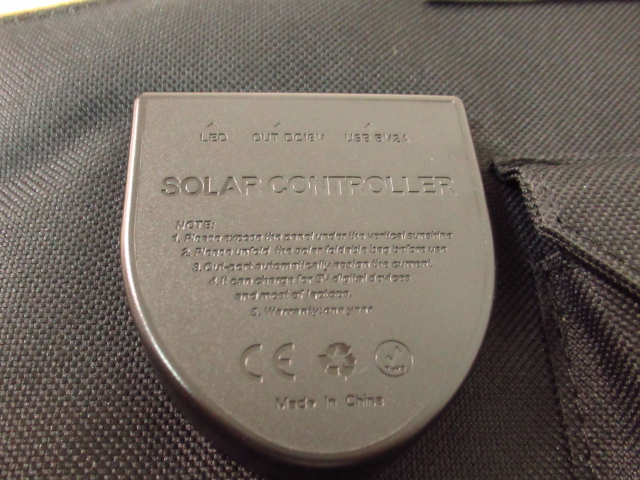 LED OUT DC18V USB 5V2A
SOLAR CONTROLLER
NOTE:
1. Please expose the panel under the vertical sunshine
2. Please unfold the solar foldable bag before use
3. Out-port automatically assign the current.
4. It can charge for 5V digital devices
and most of laptops.
5. Warranty:one year
CE
RoHS
Made In China